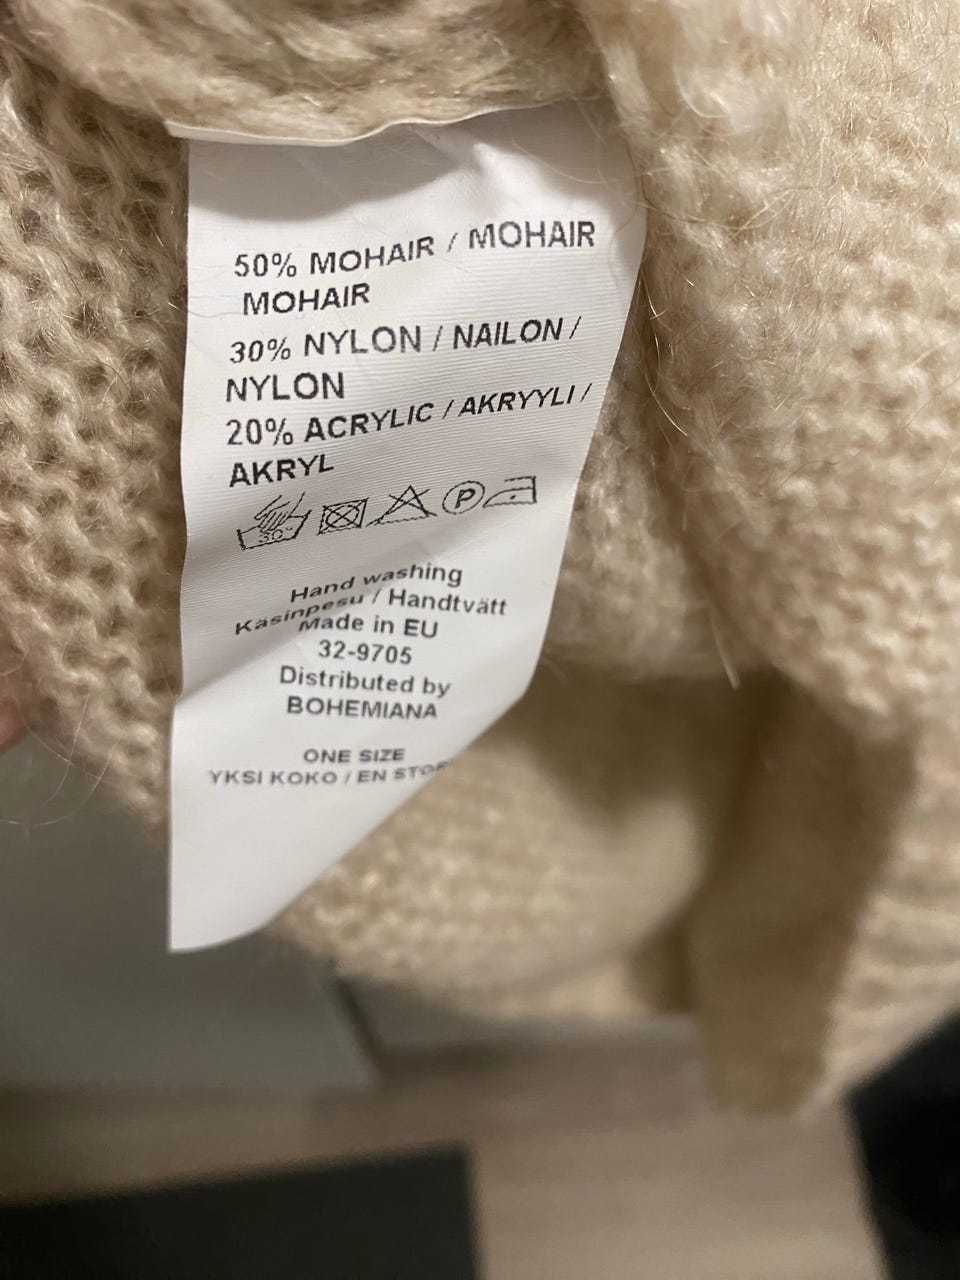 50% MOHAIR / MOHAIR
MOHAIR
30% NYLON / NAILON /
NYLON
20% ACRYLIC / AKRYYLI /
AKRYL
30° P
Hand washing
Käsinpesu / Handtvätt
Made in EU
32-9705
Distributed by
BOHEMIANA
ONE SIZE
YKSI KOKO / EN